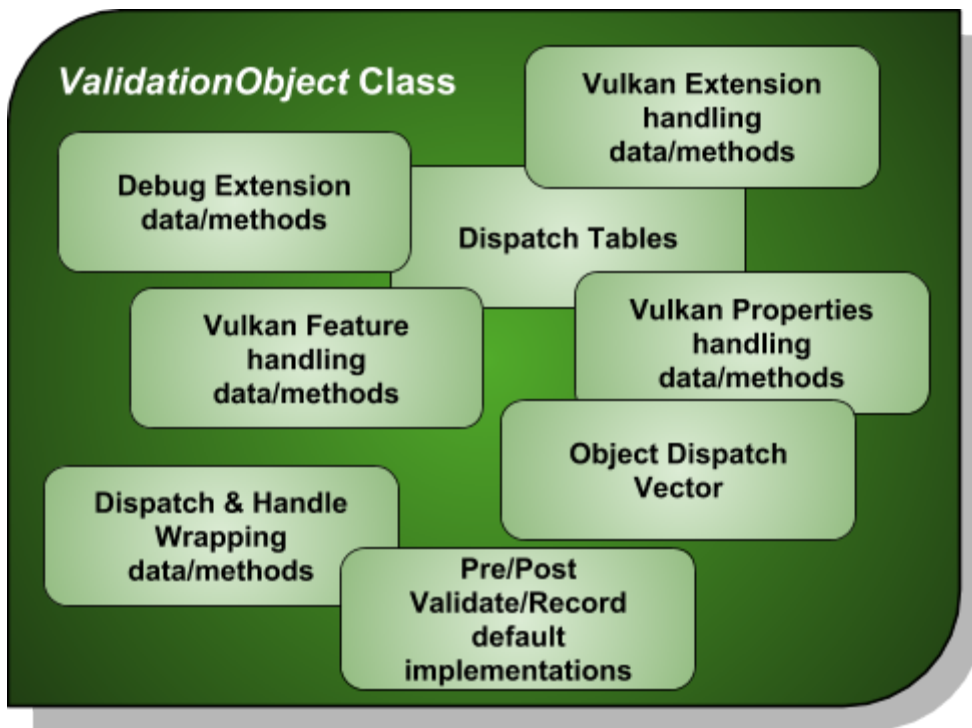 ValidationObject Class
Vulkan Extension
handling
data/methods
Debug Extension
data/methods
Dispatch Tables
Vulkan Feature
handling
data/methods
Vulkan Properties
handling
data/methods
Object Dispatch
Vector
Dispatch & Handle
Wrapping
data/methods
Pre/Post
Validate/Record
default
implementations